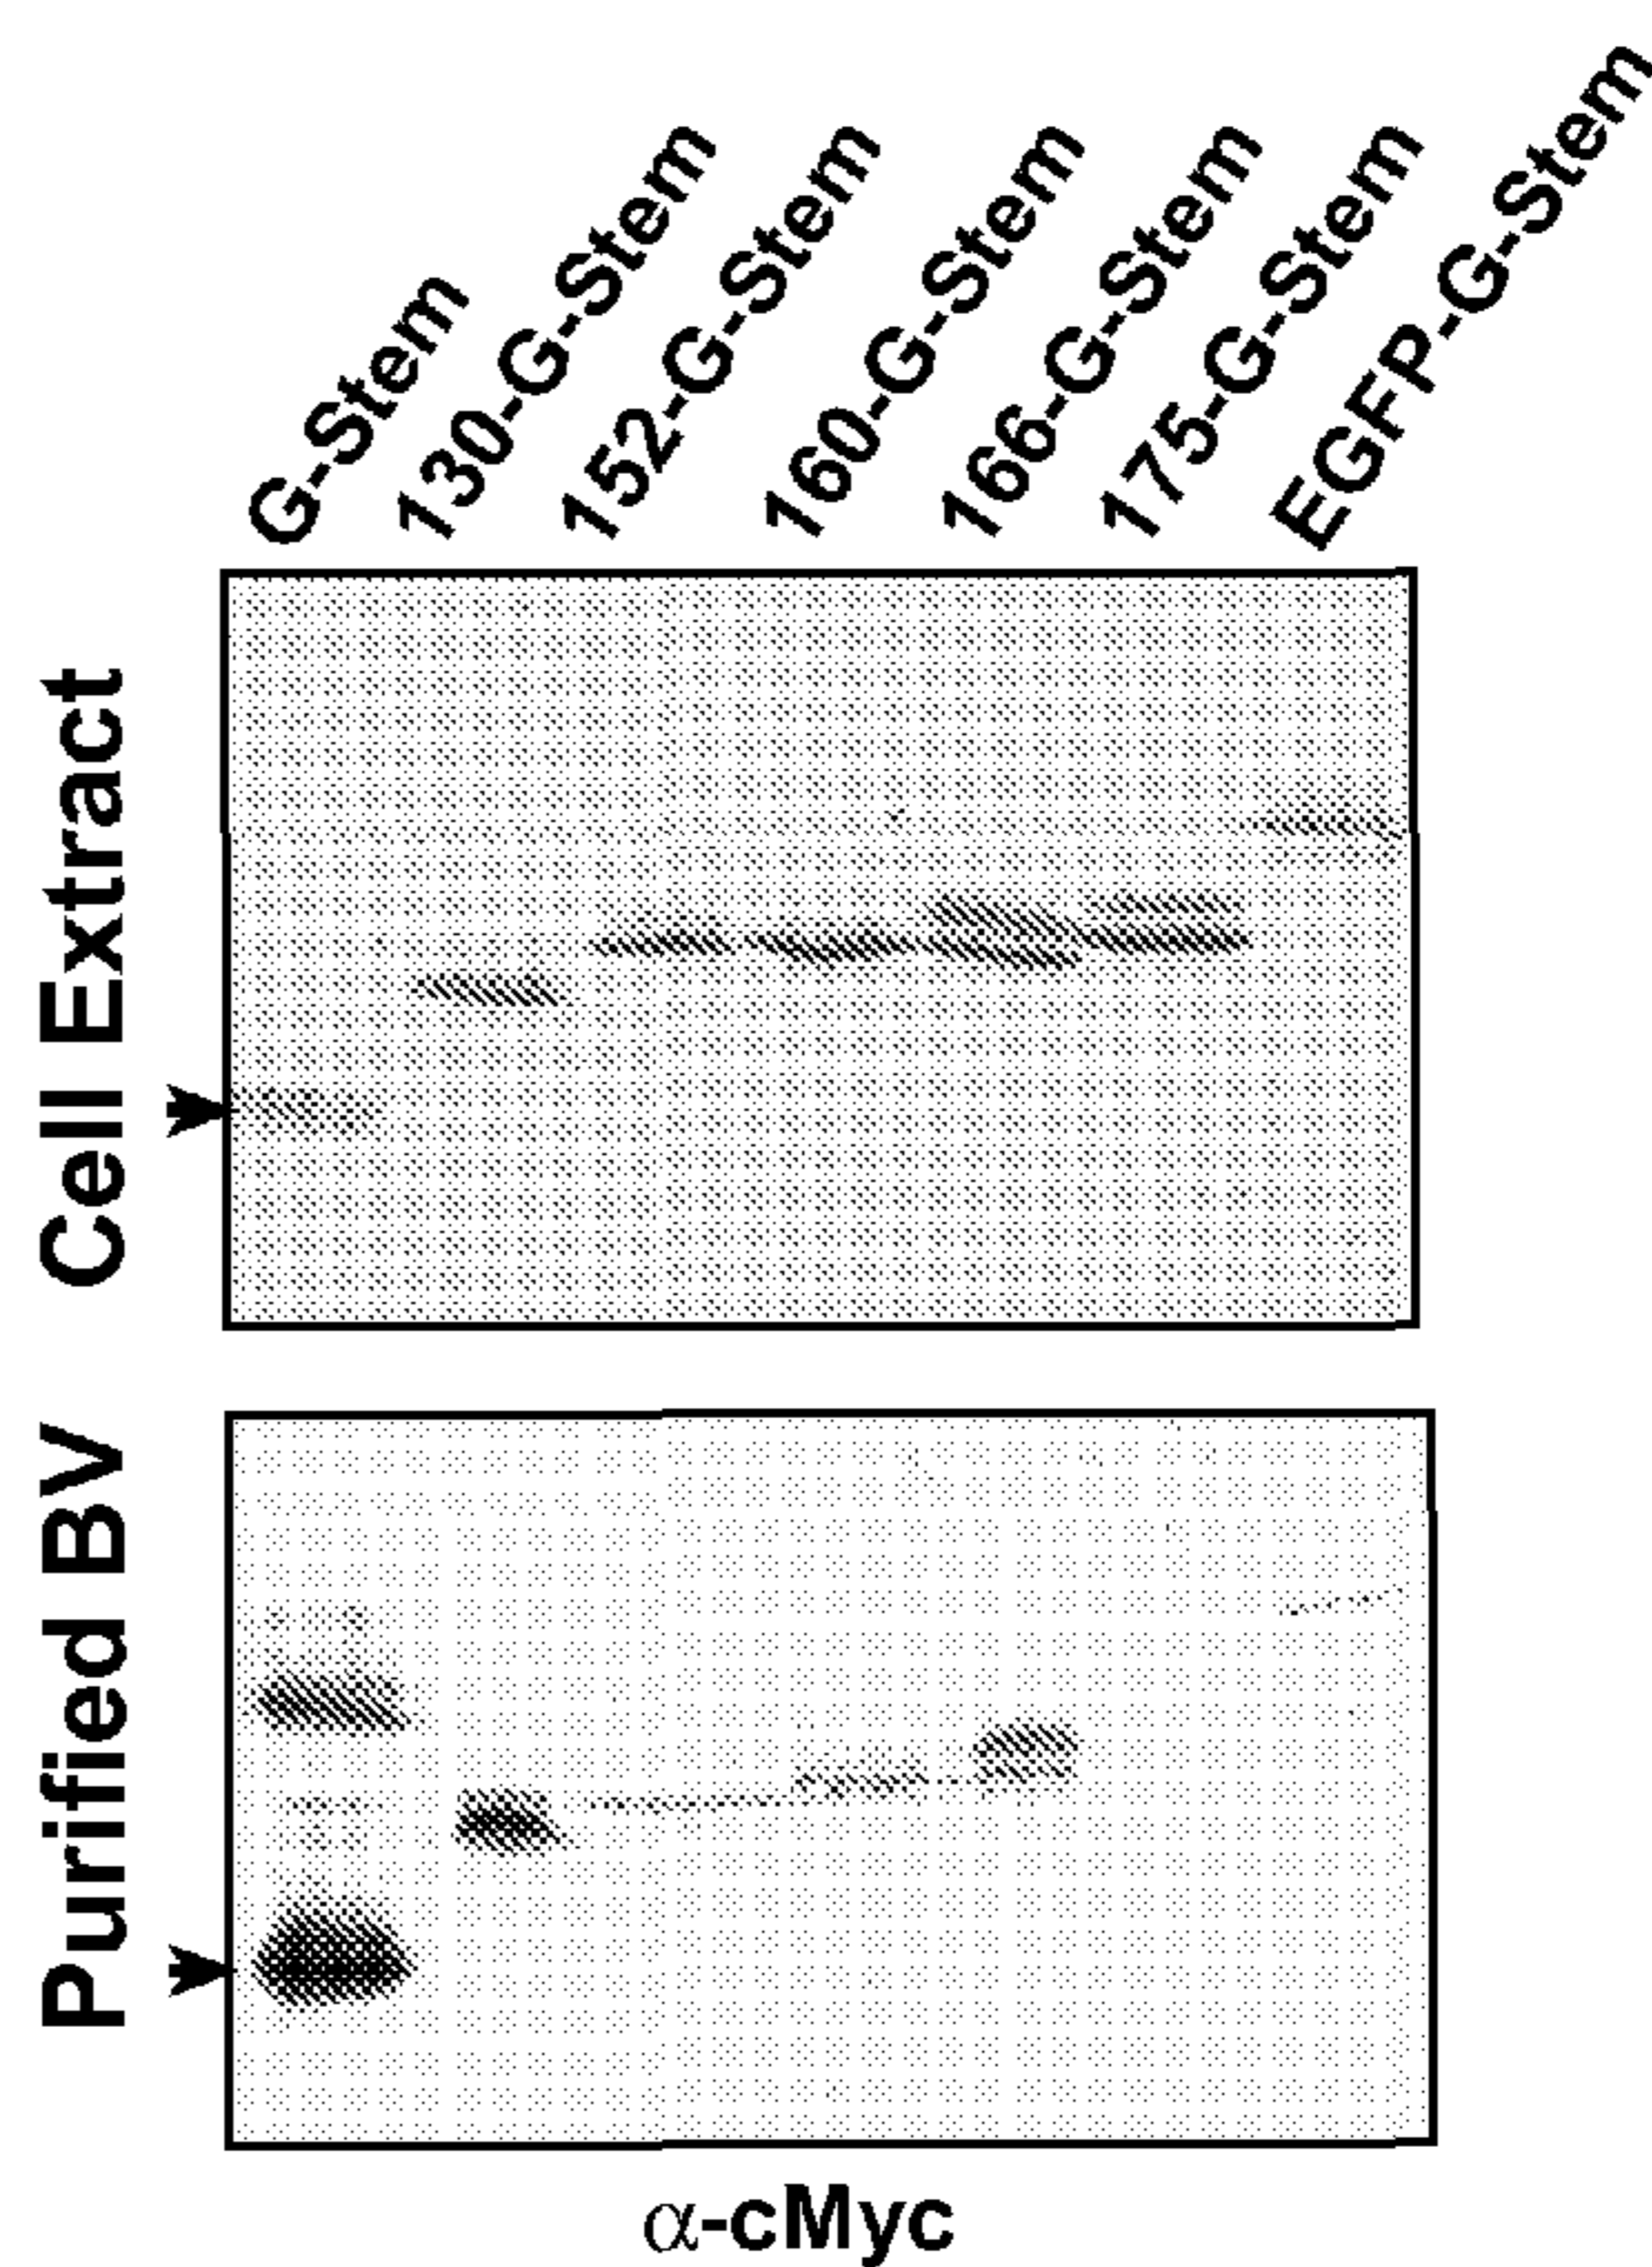 G-Stem
130-G-Stem
152-G-Stem
160-G-Stem
166-G-Stem
175-G-Stem
EGFP-G-Stem
Cell Extract
Purified BV
α-cMyc